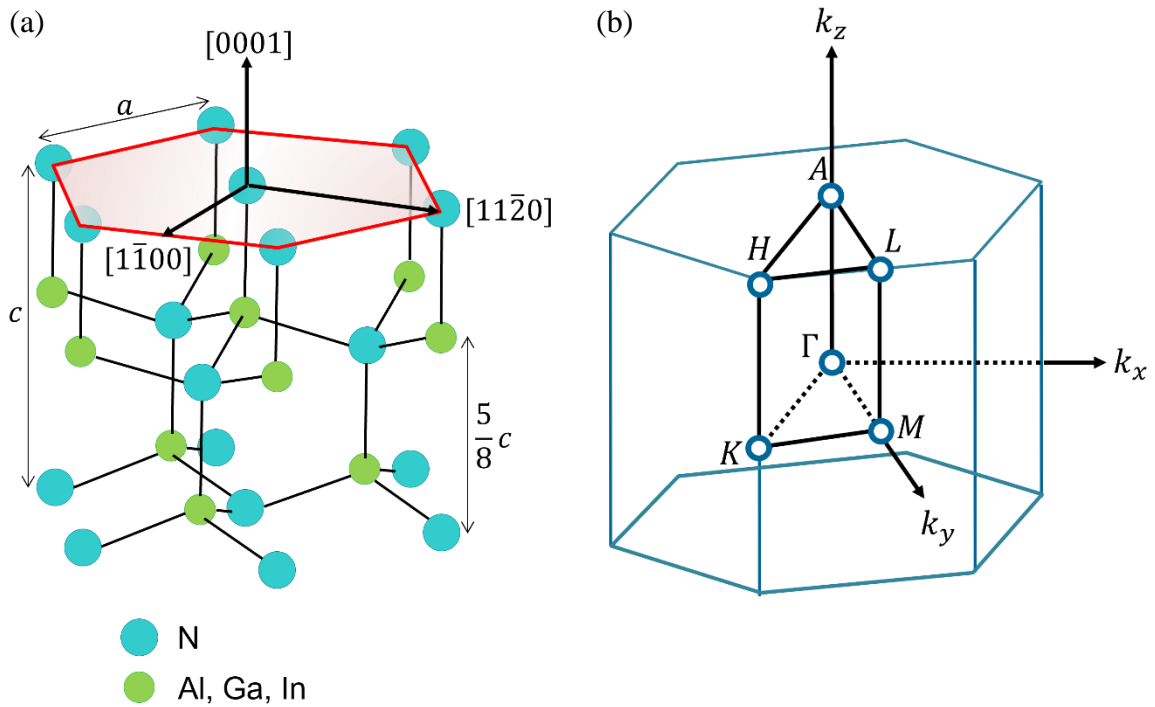 (a)
[0001]
a
[112̅0]
[11̅00]
c
5/8 c
N
Al, Ga, In
(b)
k_z
A
H
L
Γ
k_x
K
M
k_y